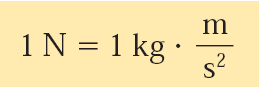 1 N = 1 kg · m/s²